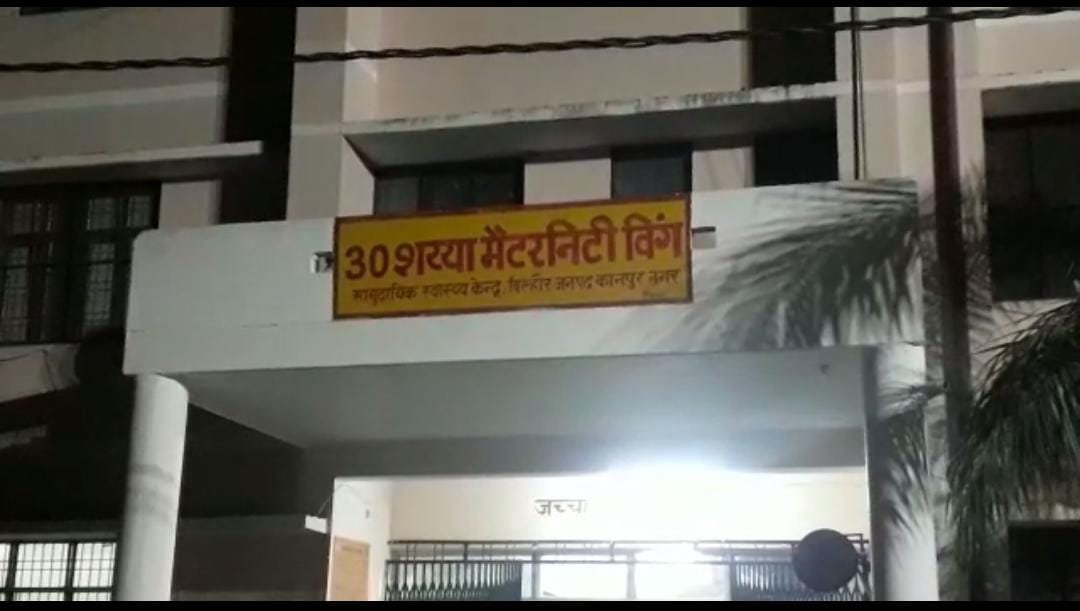 30 शय्या मैटरनिटी विंग
सामुदायिक स्वास्थ्य केन्द्र, बिल्हौर जनपद कानपुर नगर
जच्चा